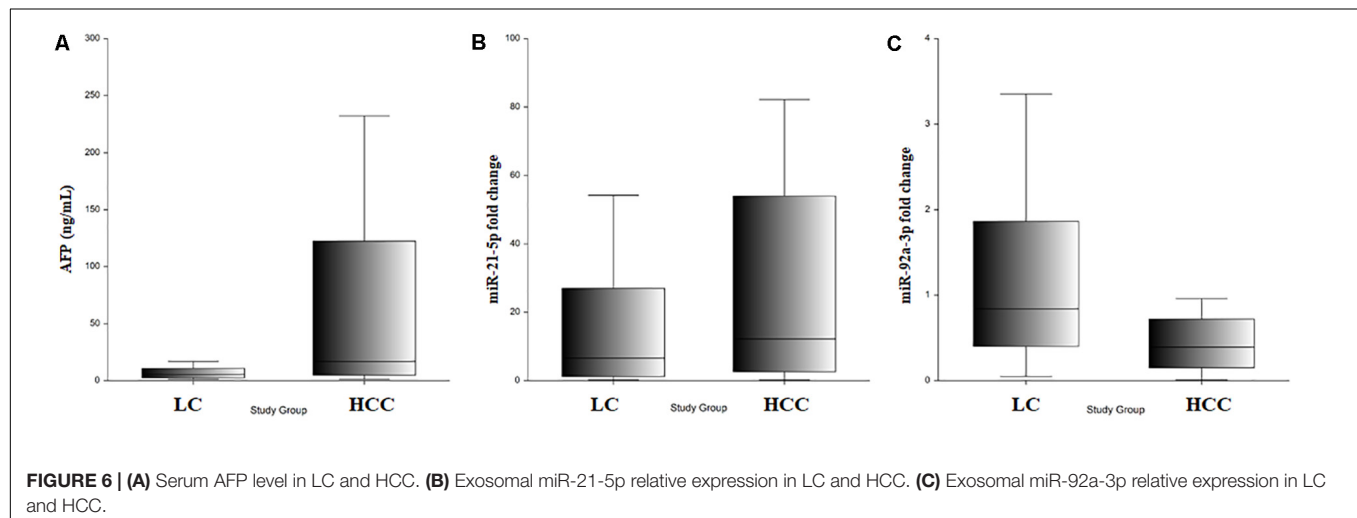 A
300
250
200
150
100
50
0
AFP (ng/mL)
LC
Study Group
HCC
B
100
80
60
40
20
0
miR-21-5p fold change
LC
Study Group
HCC
C
4
3
2
1
0
miR-92a-3p fold change
LC
Study Group
HCC
FIGURE 6 | (A) Serum AFP level in LC and HCC. (B) Exosomal miR-21-5p relative expression in LC and HCC. (C) Exosomal miR-92a-3p relative expression in LC
and HCC.